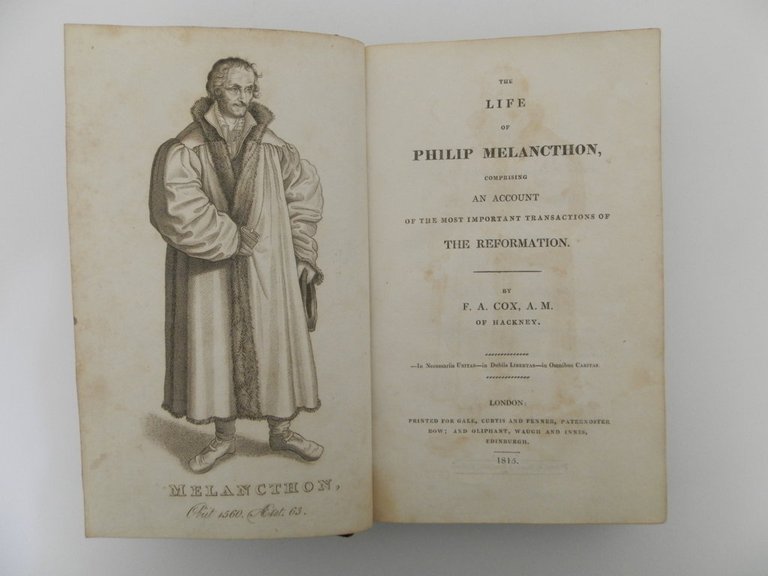 MELANCTHON,
Obiit 1560. Ætat. 63.
THE
LIFE
OF
PHILIP MELANCTHON,
COMPRISING
AN ACCOUNT
OF THE MOST IMPORTANT TRANSACTIONS OF
THE REFORMATION.
BY
F. A. COX, A. M.
OF HACKNEY.
—In Necessariis UNITAS—in Dubiis LIBERTAS—in Omnibus CARITAS.
LONDON:
PRINTED FOR GALE, CURTIS AND FENNER, PATERNOSTER
ROW; AND OLIPHANT, WAUGH AND INNES,
EDINBURGH.
1815.